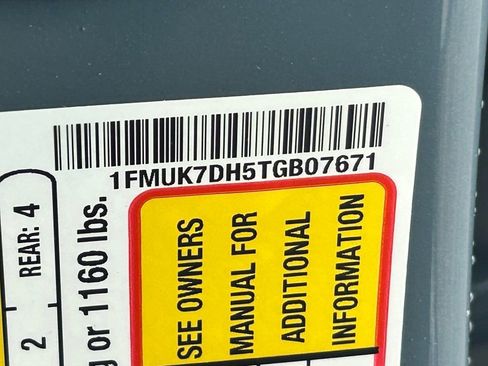 1FMUK7DH5TGB07671
SEE OWNERS
MANUAL FOR
ADDITIONAL
INFORMATION
REAR: 4
2
or 1160 lbs.